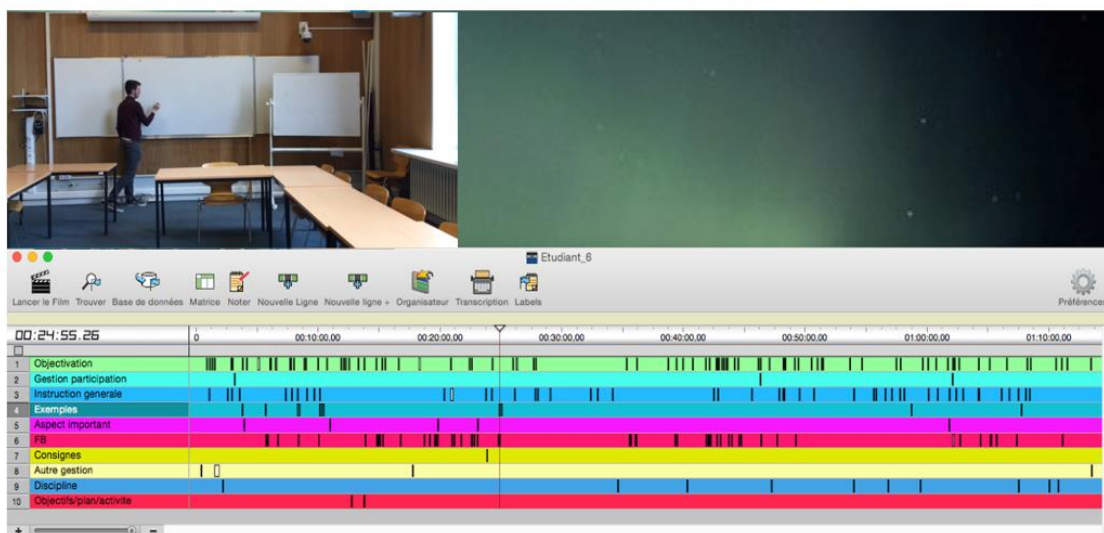 Etudiant_6
Lancer le Film Trouver Base de données Matrice Noter Nouvelle Ligne Nouvelle ligne + Organisateur Transcription Labels Préférences
00:24:55.26 0 00:10:00,00 00:20:00,00 00:30:00,00 00:40:00,00 00:50:00,00 01:00:00,00 01:10:00,00
1 Objectivation
2 Gestion participation
3 Instruction generale
4 Exemples
5 Aspect important
6 FB
7 Consignes
8 Autre gestion
9 Discipline
10 Objectifs/plan/activite
+ -